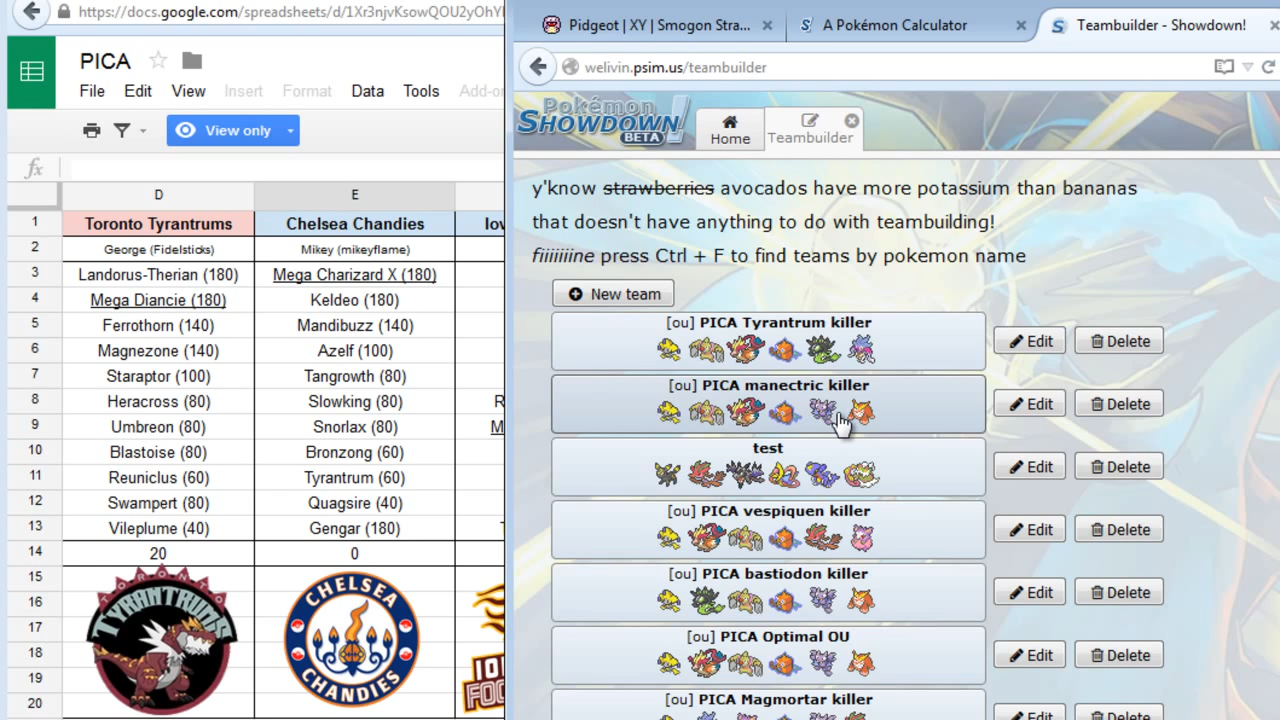 https://docs.google.com/spreadsheets/d/1Xr3njvKsowQOU2yOhY
PICA
File Edit View Insert Format Data Tools Add-o
View only
fx
D E
1 Toronto Tyrantrums Chelsea Chandies Iov
2 George (Fidelsticks) Mikey (mikeyflame)
3 Landorus-Therian (180) Mega Charizard X (180)
4 Mega Diancie (180) Keldeo (180)
5 Ferrothorn (140) Mandibuzz (140)
6 Magnezone (140) Azelf (100)
7 Staraptor (100) Tangrowth (80)
8 Heracross (80) Slowking (80) R
9 Umbreon (80) Snorlax (80) M
10 Blastoise (80) Bronzong (60)
11 Reuniclus (60) Tyrantrum (60)
12 Swampert (80) Quagsire (40)
13 Vileplume (40) Gengar (180) T
14 20 0
15
16
17
18
19
20
TORONTO
TYRANTRUMS
CHELSEA
CHANDIES
IO
FOO
Pidgeot | XY | Smogon Stra...
A Pokémon Calculator
Teambuilder - Showdown!
welivin.psim.us/teambuilder
Pokémon
SHOWDOWN!
BETA
Home
Teambuilder
y'know strawberries avocados have more potassium than bananas
that doesn't have anything to do with teambuilding!
fiiiiiiine press Ctrl + F to find teams by pokemon name
New team
[ou] PICA Tyrantrum killer
Edit Delete
[ou] PICA manectric killer
Edit Delete
test
Edit Delete
[ou] PICA vespiquen killer
Edit Delete
[ou] PICA bastiodon killer
Edit Delete
[ou] PICA Optimal OU
Edit Delete
[ou] PICA Magmortar killer
Edit Delete